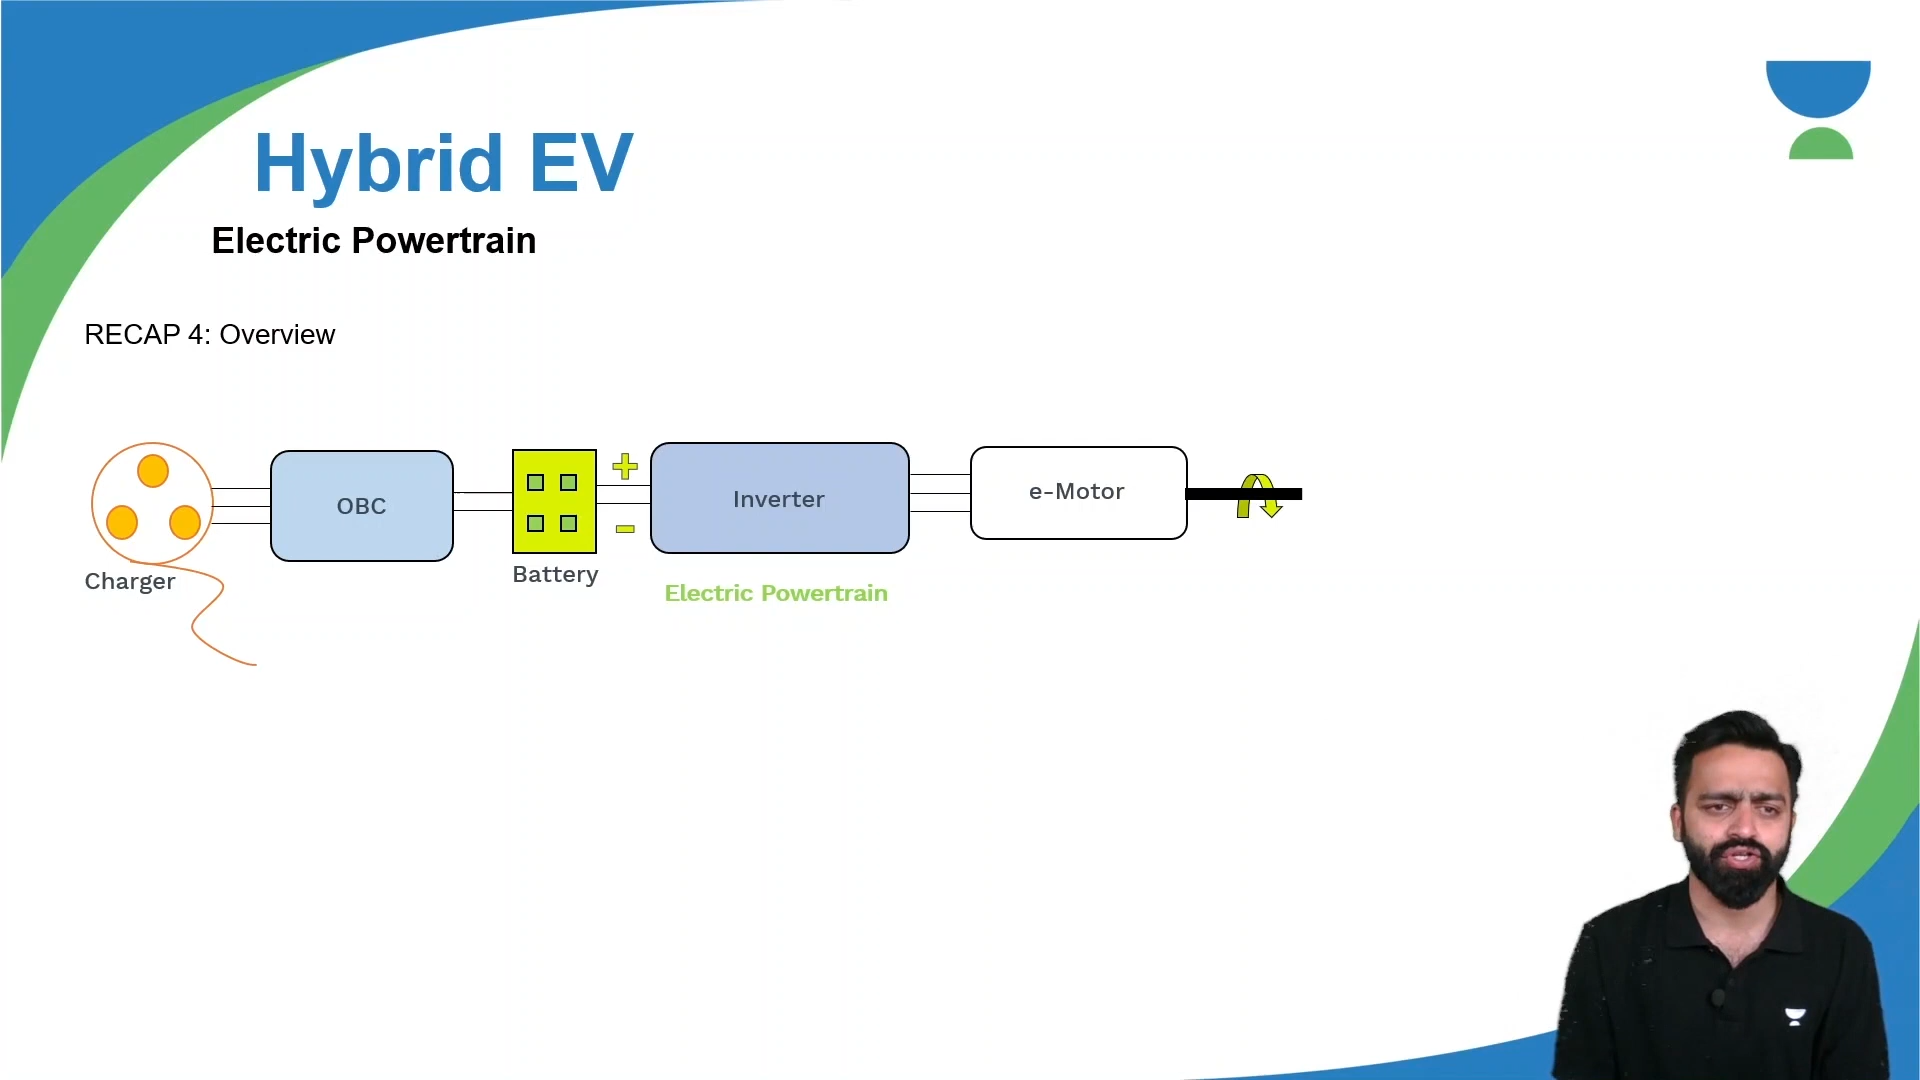 Hybrid EV
Electric Powertrain
RECAP 4: Overview
OBC
Inverter
e-Motor
Charger
Battery
Electric Powertrain